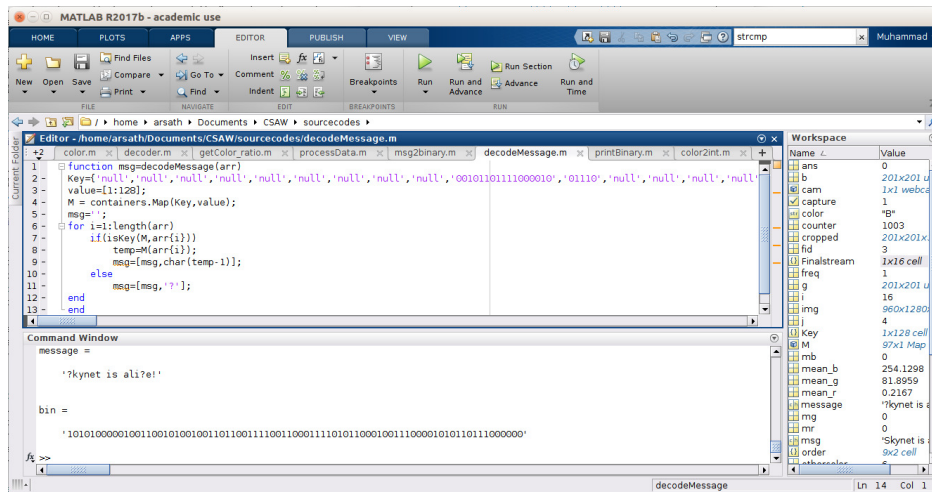 MATLAB R2017b - academic use
HOME PLOTS APPS EDITOR PUBLISH VIEW strcmp Muhammad
New Open Save Find Files Compare Print Go To Find Insert fx Comment Indent Breakpoints Run Run and Advance Run Section Advance Run and Time
FILE NAVIGATE EDIT BREAKPOINTS RUN
/ home arsath Documents CSAW sourcecodes
Current Folder
Editor - /home/arsath/Documents/CSAW/sourcecodes/decodeMessage.m
+2 color.m decoder.m getColor_ratio.m processData.m msg2binary.m decodeMessage.m printBinary.m color2int.m +
1 function msg=decodeMessage(arr)
2 - Key={'null','null','null','null','null','null','null','null','null','00101101111000010','01110','null','null','null','null'
3 - value=[1:128];
4 - M = containers.Map(Key,value);
5 - msg='';
6 - for i=1:length(arr)
7 - if(isKey(M,arr{i}))
8 - temp=M(arr{i});
9 - msg=[msg,char(temp-1)];
10 - else
11 - msg=[msg,'?'];
12 - end
13 - end
Command Window
message =
'?kynet is ali?e!'
bin =
fx >>
Workspace
Name Value
ans 0
b 201x201 u
cam 1x1 webca
capture 1
color "B"
counter 1003
cropped 201x201x
fid 3
Finalstream 1x16 cell
freq 1
g 201x201 u
i 16
img 960x1280
j 4
Key 1x128 cell
M 97x1 Map
mb 0
mean_b 254.1298
mean_g 81.8959
mean_r 0.2167
message '?kynet is a
mg 0
mr 0
msg 'Skynet is
order 9x2 cell
decodeMessage Ln 14 Col 1